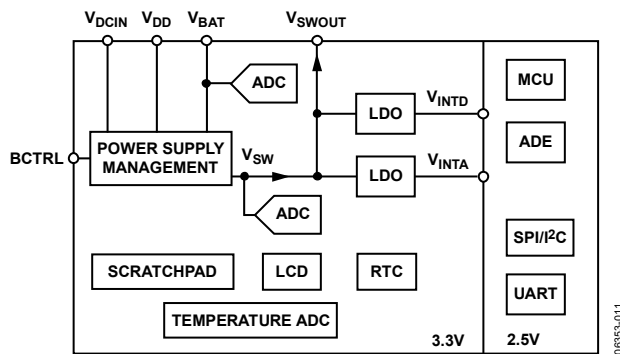 VDCIN VDD VBAT VSWOUT
ADC
MCU
LDO
VINTD
ADE
BCTRL
POWER SUPPLY
MANAGEMENT
VSW
LDO
VINTA
ADC
SPI/I2C
SCRATCHPAD
LCD
RTC
UART
TEMPERATURE ADC
3.3V
2.5V
06353-011